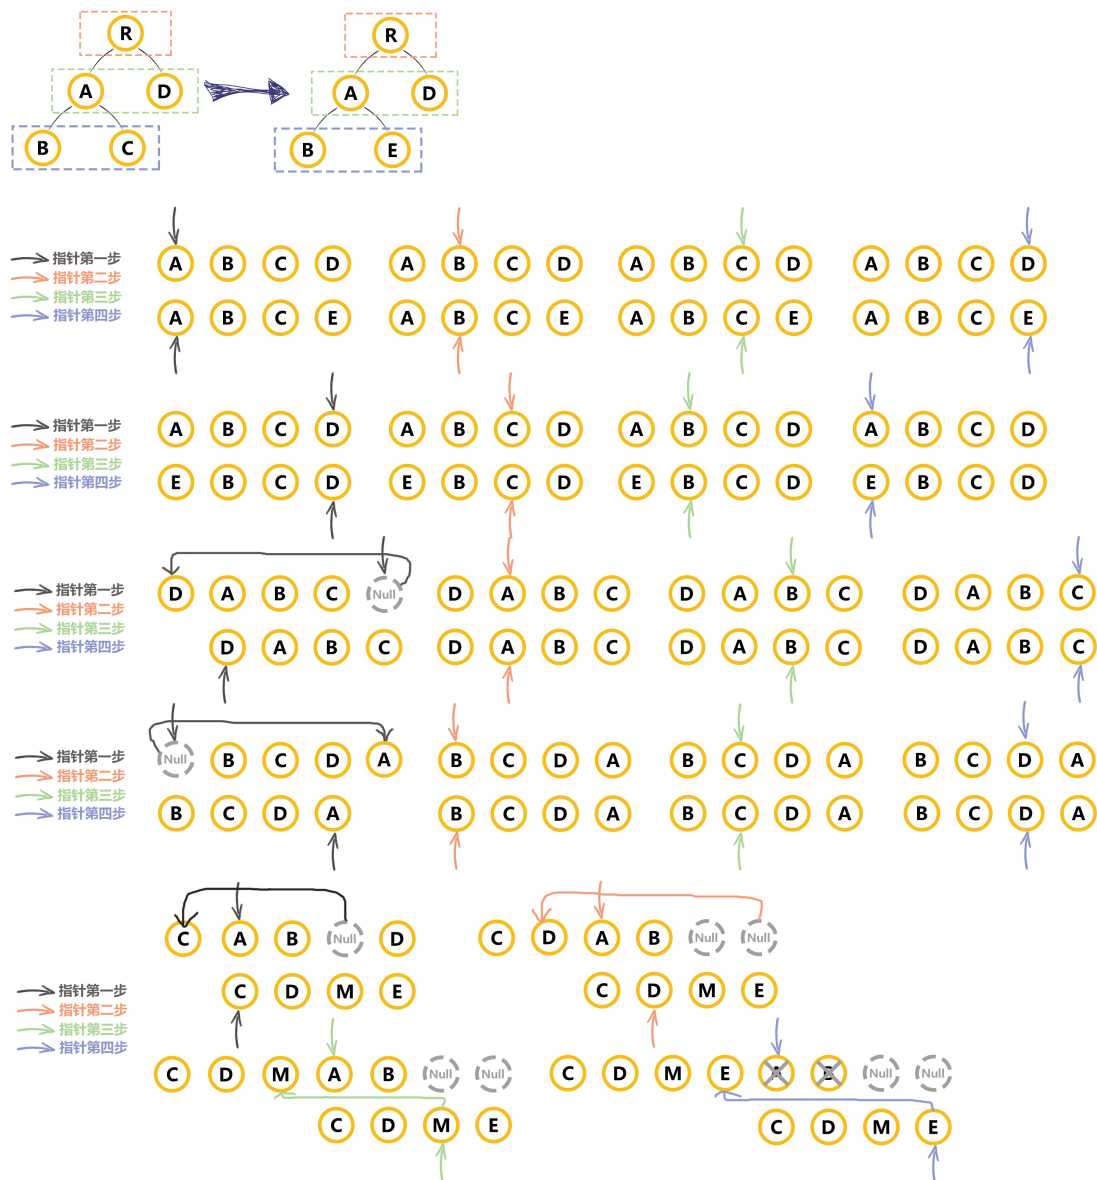 R R
A D A D
B C B E
指针第一步
指针第二步
指针第三步
指针第四步
A B C D A B C D A B C D A B C D
A B C E A B C E A B C E A B C E
指针第一步
指针第二步
指针第三步
指针第四步
A B C D A B C D A B C D A B C D
E B C D E B C D E B C D E B C D
指针第一步
指针第二步
指针第三步
指针第四步
D A B C Null D A B C D A B C D A B C
D A B C D A B C D A B C D A B C
指针第一步
指针第二步
指针第三步
指针第四步
Null B C D A B C D A B C D A B C D A
B C D A B C D A B C D A B C D A
C A B Null D C D A B Null Null
C D M E C D M E
指针第一步
指针第二步
指针第三步
指针第四步
C D M A B Null Null C D M E Null Null
C D M E C D M E